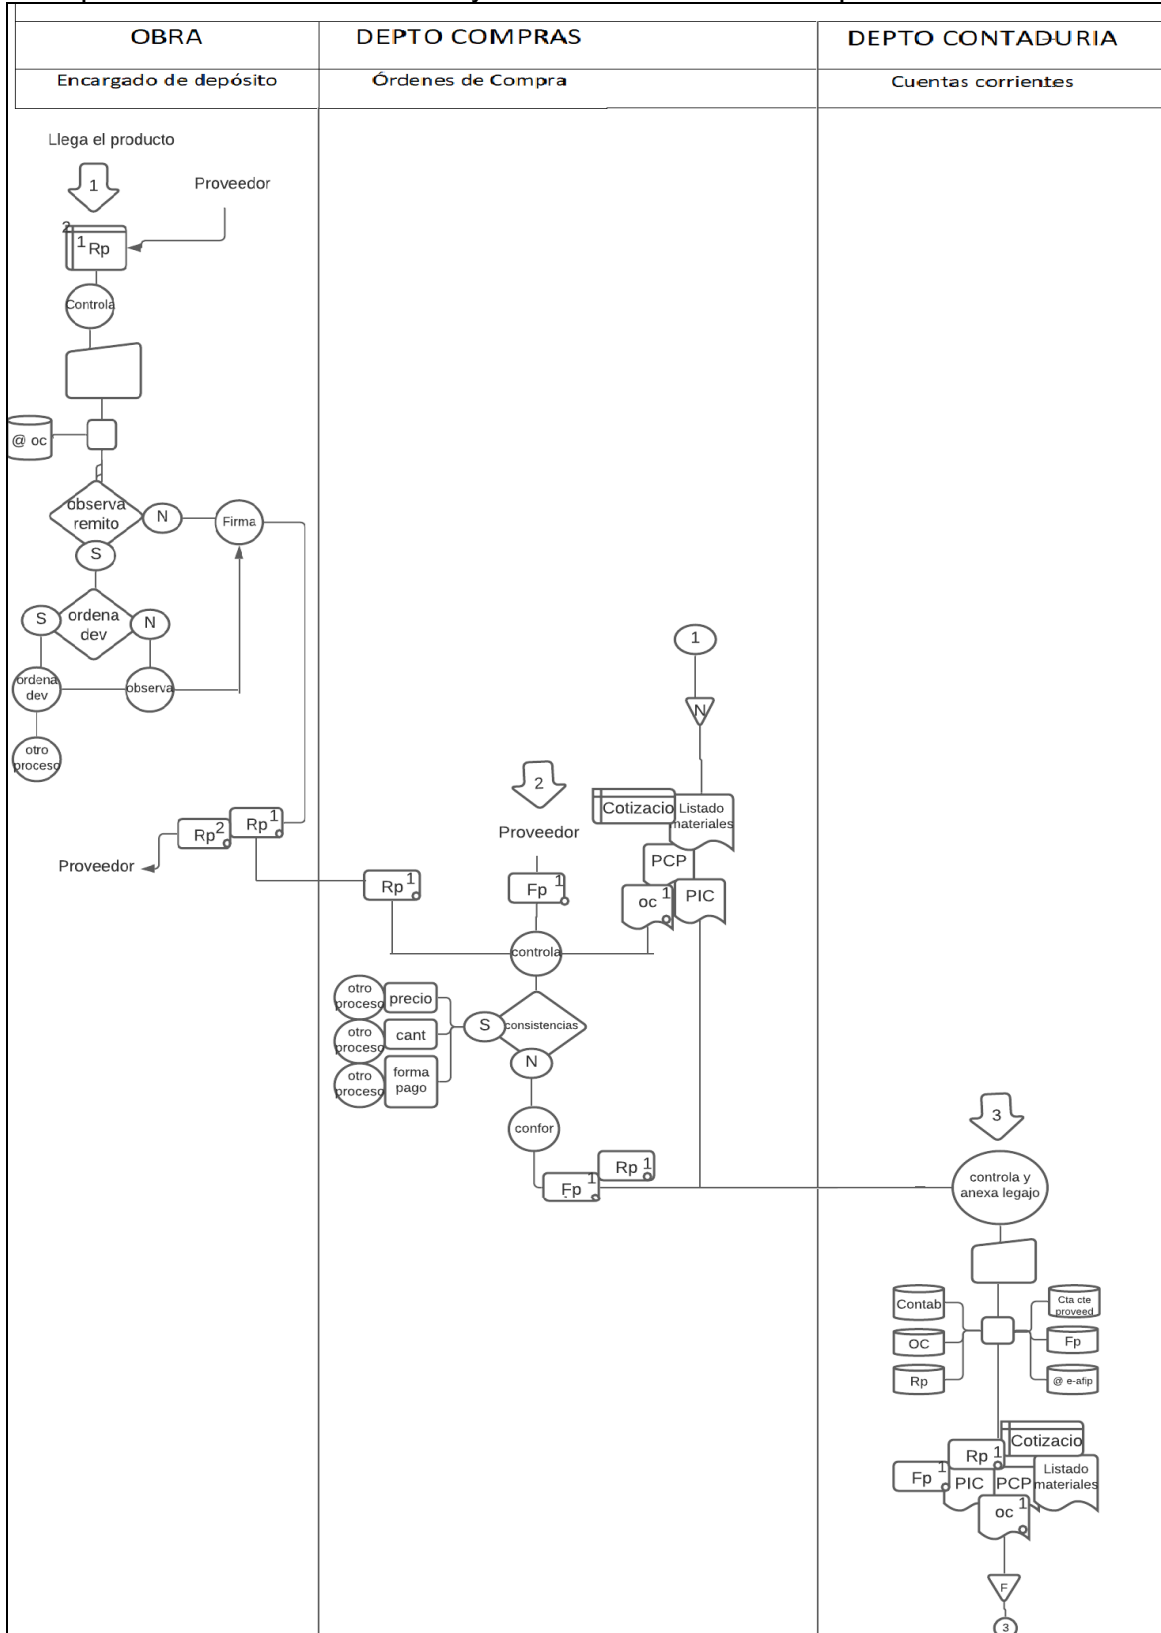 OBRA
DEPTO COMPRAS
DEPTO CONTADURIA
Encargado de depósito
Órdenes de Compra
Cuentas corrientes
Llega el producto
1
Proveedor
2
1
Rp
Controla
@ oc
observa
remito
N
Firma
S
S
ordena
dev
N
ordena
dev
observa
otro
proceso
Rp 2
Rp 1
Proveedor
1
N
2
Proveedor
Cotizacio
Listado
materiales
PCP
PIC
oc 1
Rp 1
Fp 1
controla
otro
proceso
precio
otro
proceso
cant
otro
proceso
forma
pago
S
consistencias
N
confor
Rp 1
Fp 1
3
controla y
anexa legajo
Contab
OC
Rp
Cta cte
proveed
Fp
@ e-afip
Cotizacio
Rp 1
Fp 1
PIC
PCP
Listado
materiales
oc 1
F
3